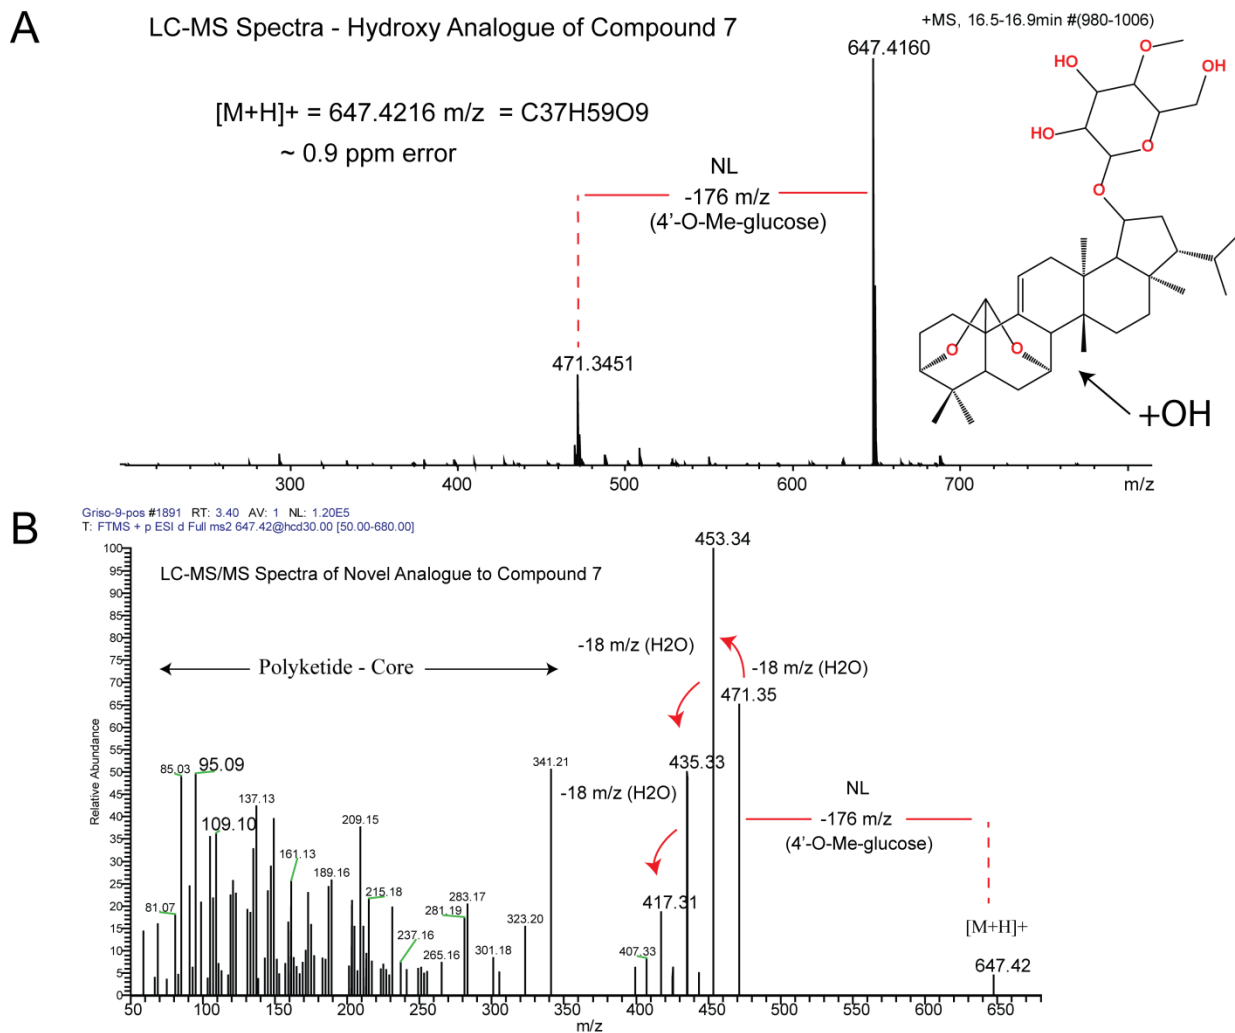 A
LC-MS Spectra - Hydroxy Analogue of Compound 7
+MS, 16.5-16.9min #(980-1006)
647.4160
[M+H]+ = 647.4216 m/z = C37H59O9
~ 0.9 ppm error
NL
-176 m/z
(4'-O-Me-glucose)
471.3451
HO
O
OH
HO
O
O
O
O
+OH
300
400
500
600
700
m/z
B
Griso-9-pos #1891 RT: 3.40 AV: 1 NL: 1.20E5
T: FTMS + p ESI d Full ms2 647.42@hcd30.00 [50.00-680.00]
LC-MS/MS Spectra of Novel Analogue to Compound 7
453.34
-18 m/z (H2O)
-18 m/z (H2O)
Polyketide - Core
471.35
435.33
-18 m/z (H2O)
NL
-176 m/z
(4'-O-Me-glucose)
417.31
[M+H]+
647.42
407.33
341.21
323.20
301.18
283.17
281.19
265.16
237.16
215.18
209.15
189.16
161.13
137.13
109.10
95.09
85.03
81.07
Relative Abundance
100
95
90
85
80
75
70
65
60
55
50
45
40
35
30
25
20
15
10
5
0
50
100
150
200
250
300
350
400
450
500
550
600
650
m/z